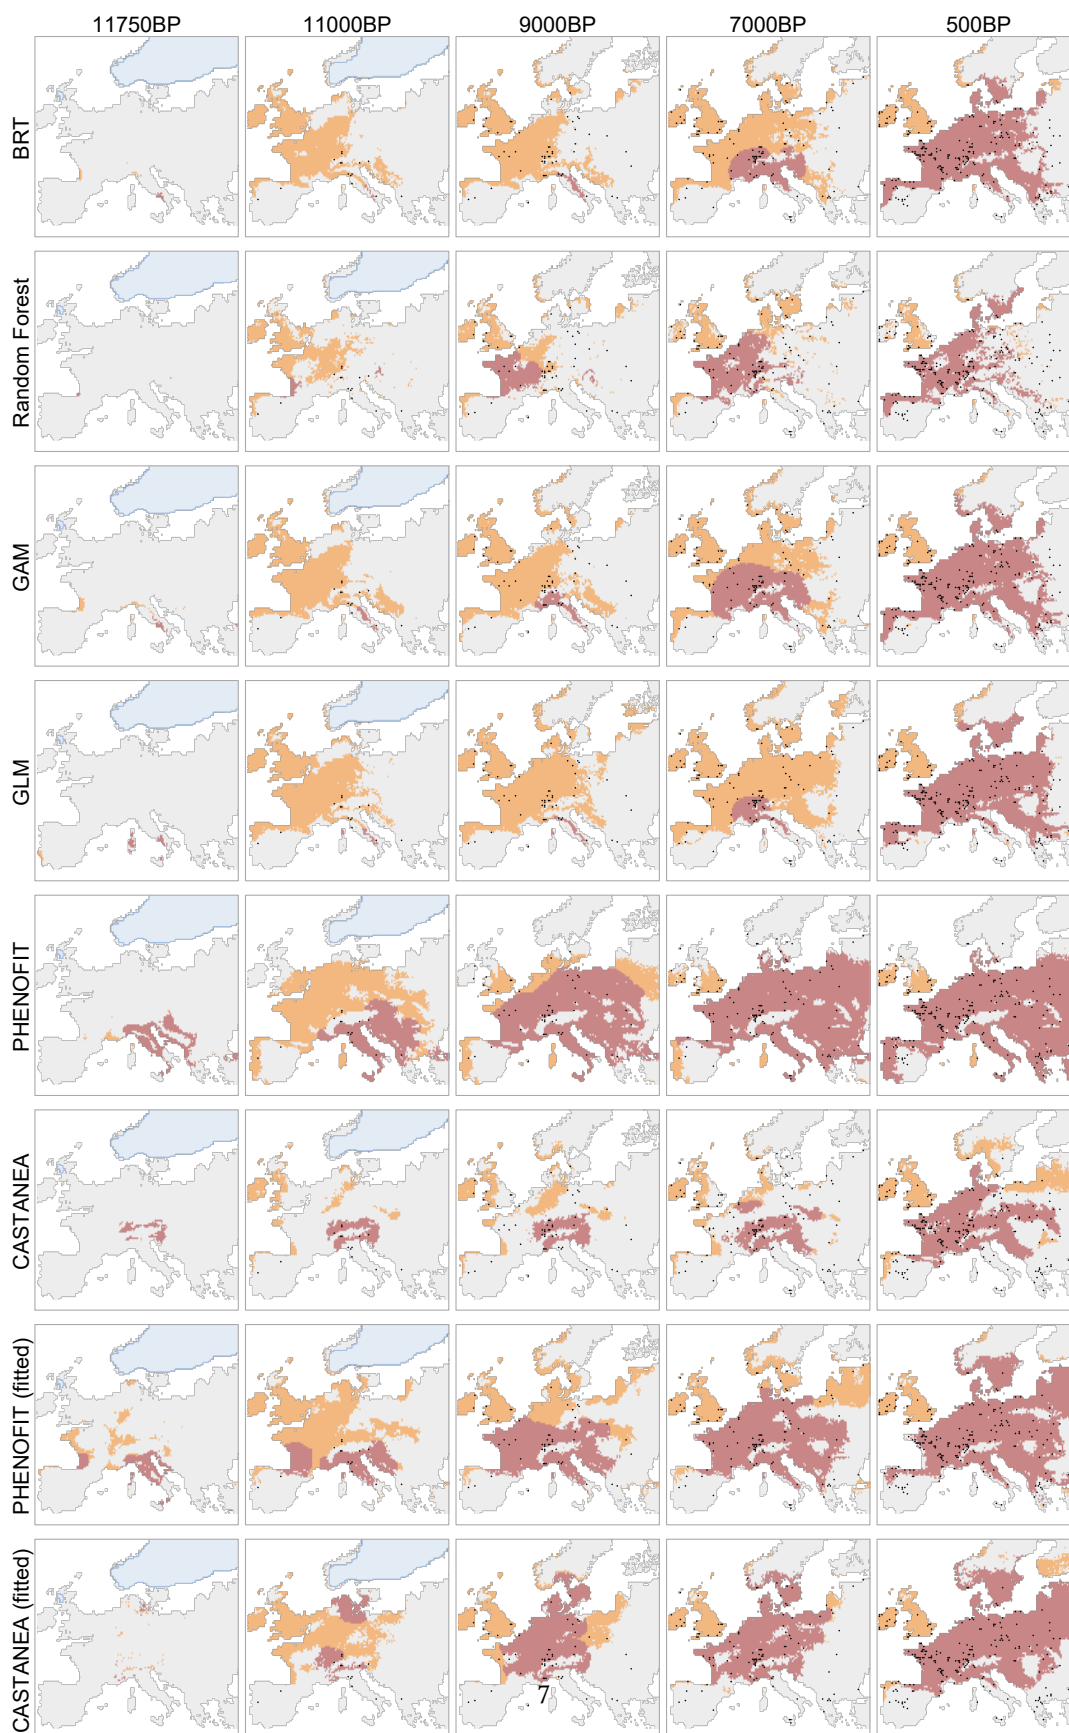 11750BP 11000BP 9000BP 7000BP 500BP
BRT
Random Forest
GAM
GLM
PHENOFIT
CASTANEA
PHENOFIT (fitted)
CASTANEA (fitted)
7